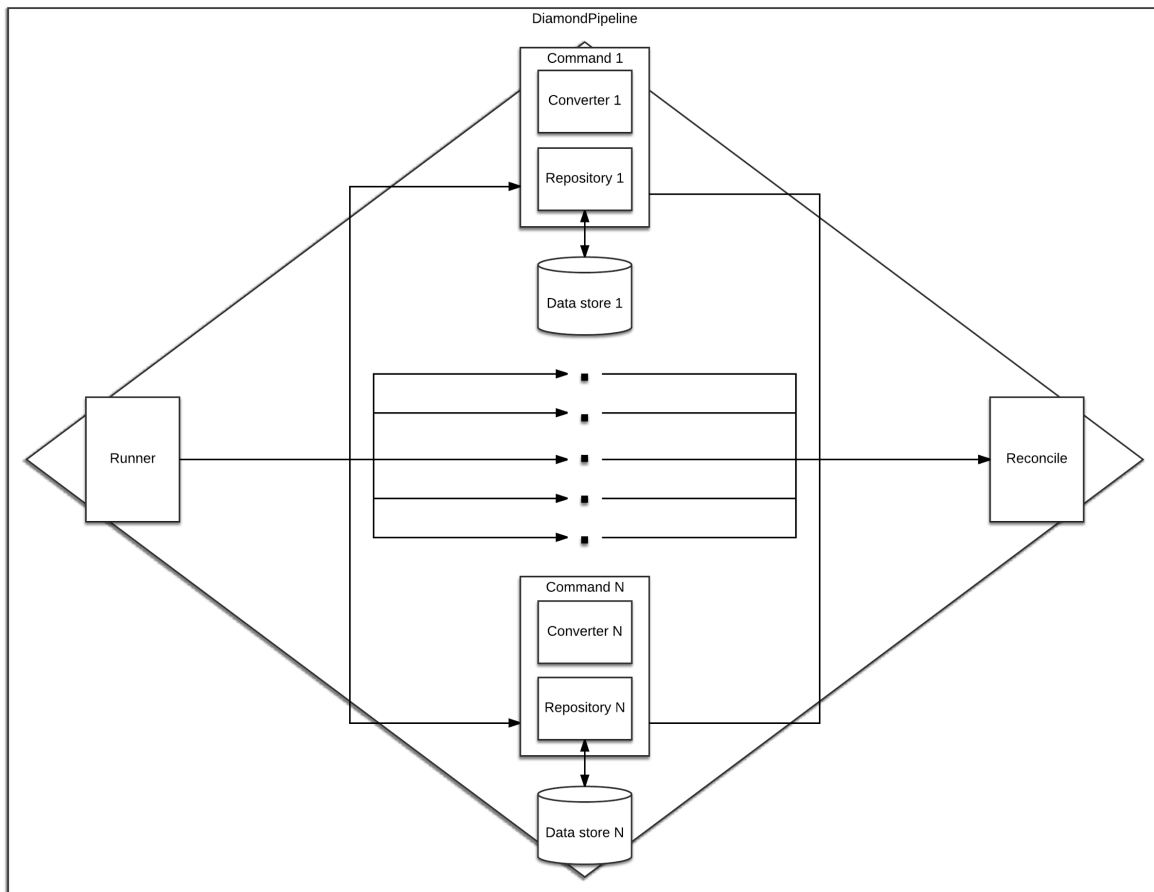 DiamondPipeline
Command 1
Converter 1
Repository 1
Data store 1
Runner
Reconcile
Command N
Converter N
Repository N
Data store N